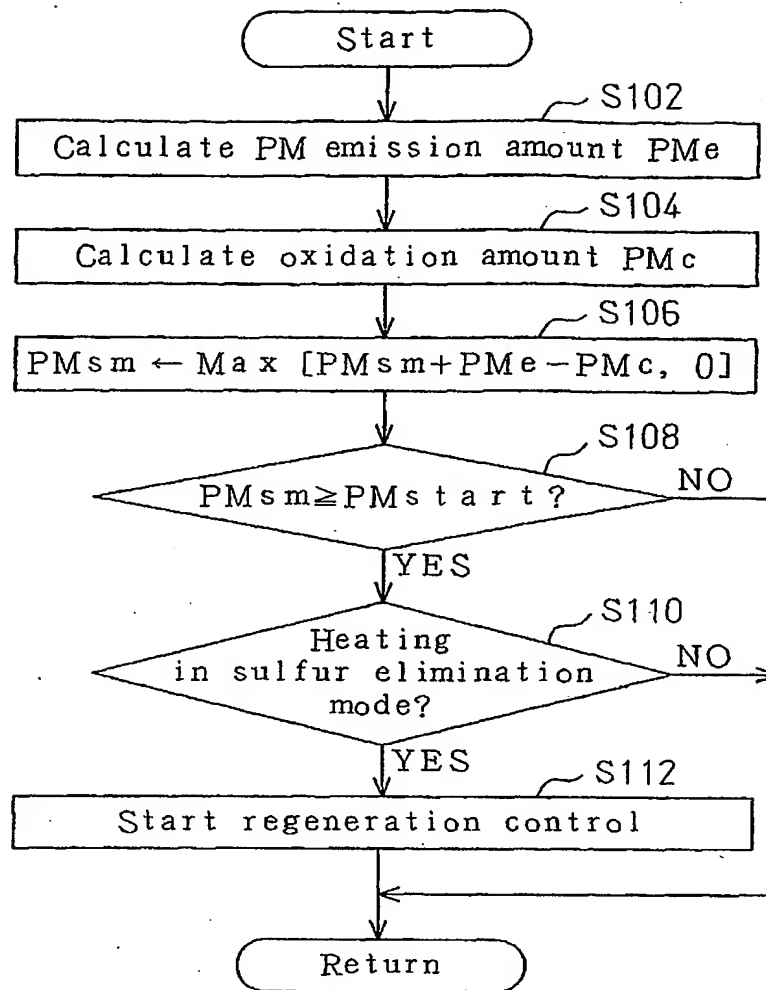 Start
S102
Calculate PM emission amount PMe
S104
Calculate oxidation amount PMc
S106
PMsm ← Max [PMsm+PMe−PMc, 0]
S108
PMsm≧PMstart?
NO
YES
S110
Heating
in sulfur elimination
mode?
NO
YES
S112
Start regeneration control
Return